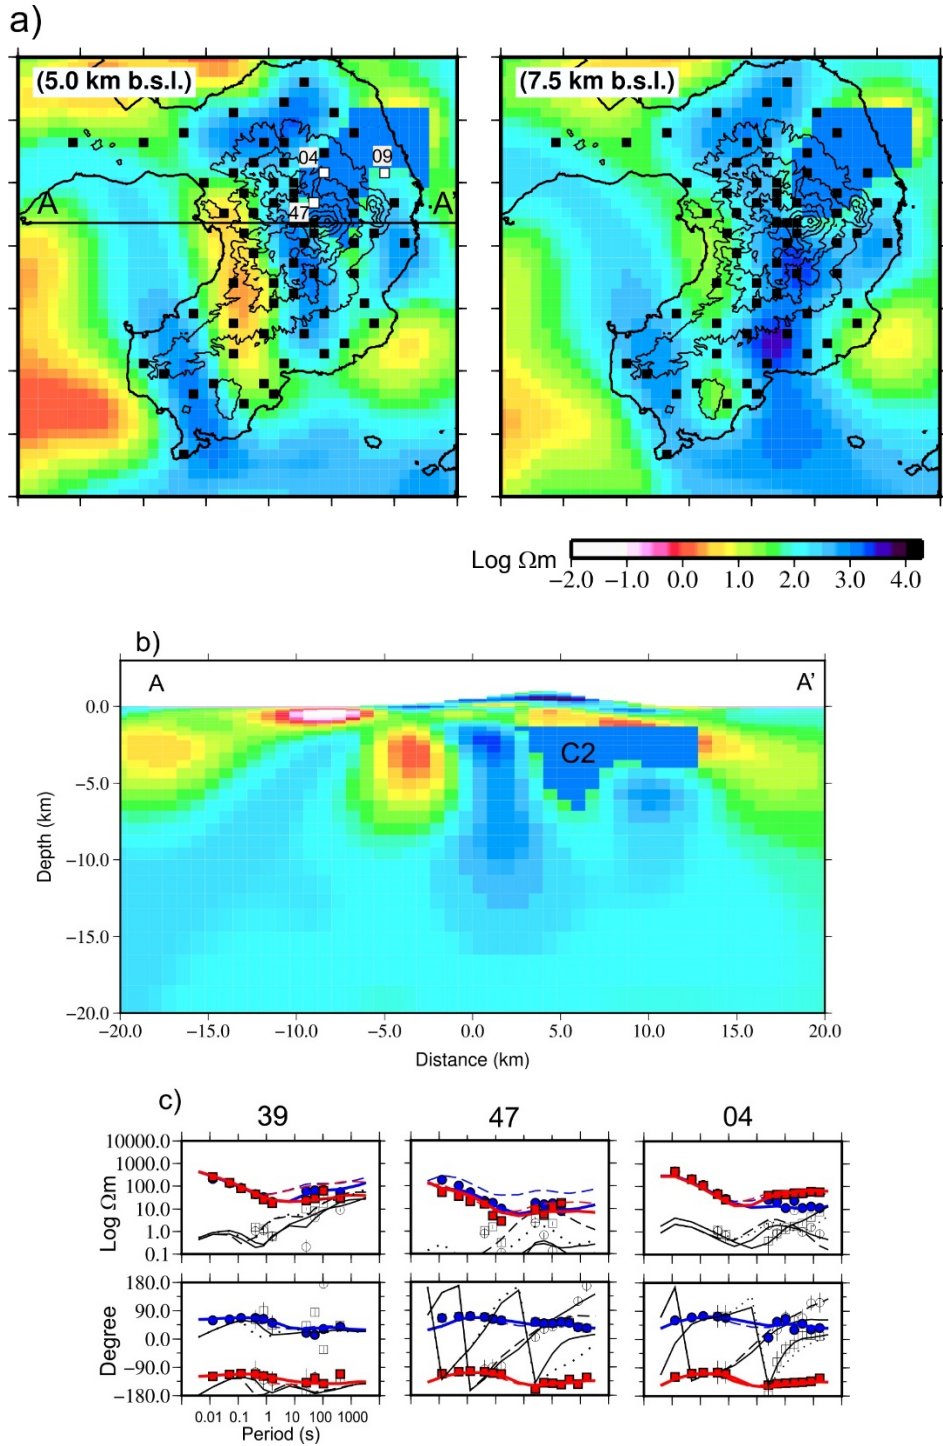 a)
(5.0 km b.s.l.) (7.5 km b.s.l.)
04 09
A A'
47
Log Ωm
−2.0 −1.0 0.0 1.0 2.0 3.0 4.0
b)
A A'
0.0
C2
−5.0
Depth (km)
−10.0
−15.0
−20.0
-20.0 −15.0 −10.0 −5.0 0.0 5.0 10.0 15.0 20.0
Distance (km)
c)
39 47 04
10000.0
1000.0
100.0
Log Ωm
10.0
1.0
0.1
180.0
90.0
Degree
0.0
−90.0
−180.0
0.01 0.1 1 10 100 1000
Period (s)